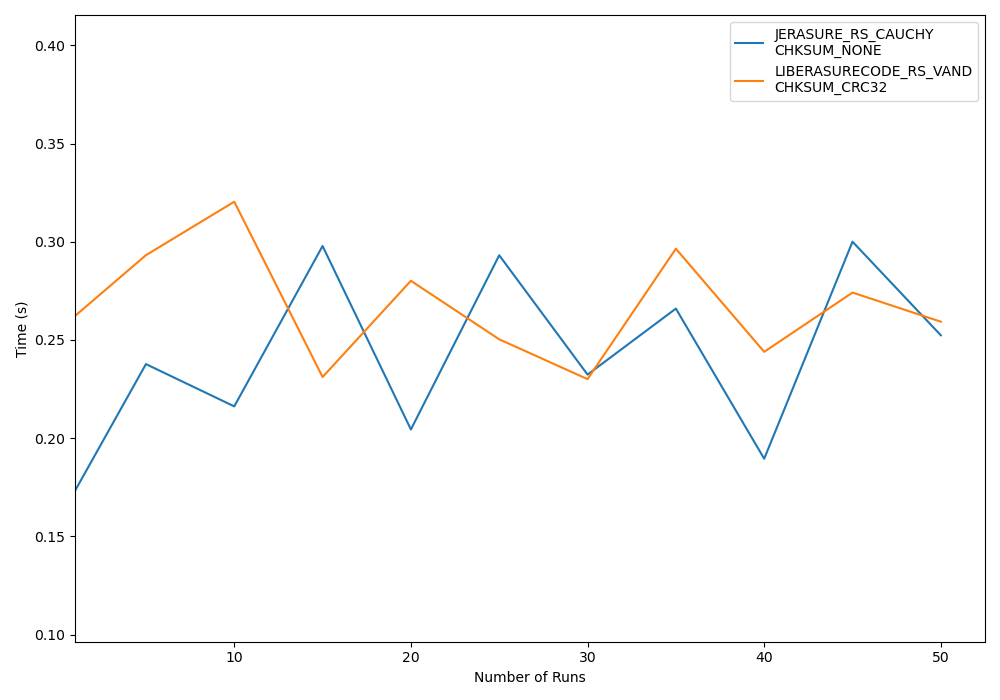 JERASURE_RS_CAUCHY
CHKSUM_NONE
LIBERASURECODE_RS_VAND
CHKSUM_CRC32
0.40
0.35
0.30
0.25
0.20
0.15
0.10
Time (s)
10 20 30 40 50
Number of Runs